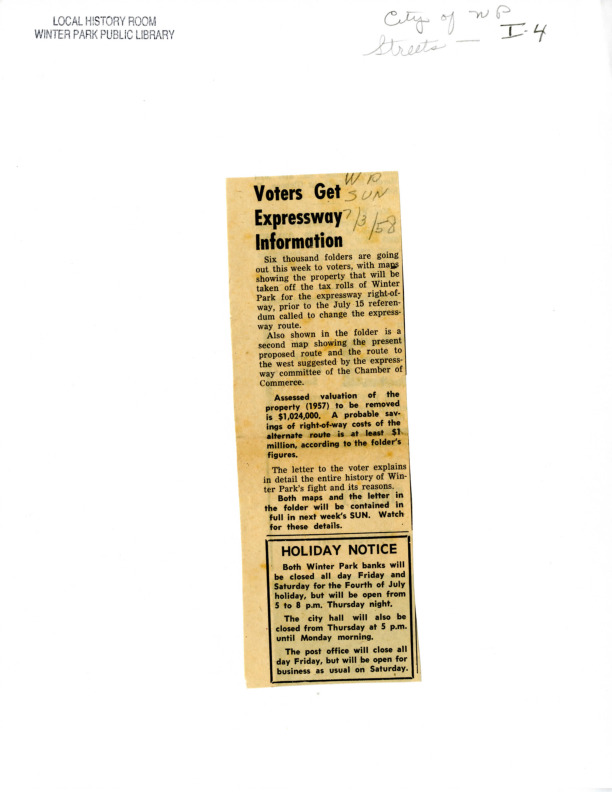 LOCAL HISTORY ROOM
WINTER PARK PUBLIC LIBRARY
City of WP
Streets —
I-4
W P
SUN
7/3/58
Voters Get
Expressway
Information
Six thousand folders are going
out this week to voters, with maps
showing the property that will be
taken off the tax rolls of Winter
Park for the expressway right-of-
way, prior to the July 15 referen-
dum called to change the express-
way route.
Also shown in the folder is a
second map showing the present
proposed route and the route to
the west suggested by the express-
way committee of the Chamber of
Commerce.
Assessed valuation of the
property (1957) to be removed
is $1,024,000. A probable sav-
ings of right-of-way costs of the
alternate route is at least $1
million, according to the folder's
figures.
The letter to the voter explains
in detail the entire history of Win-
ter Park's fight and its reasons.
Both maps and the letter in
the folder will be contained in
full in next week's SUN. Watch
for these details.
HOLIDAY NOTICE
Both Winter Park banks will
be closed all day Friday and
Saturday for the Fourth of July
holiday, but will be open from
5 to 8 p.m. Thursday night.
The city hall will also be
closed from Thursday at 5 p.m.
until Monday morning.
The post office will close all
day Friday, but will be open for
business as usual on Saturday.